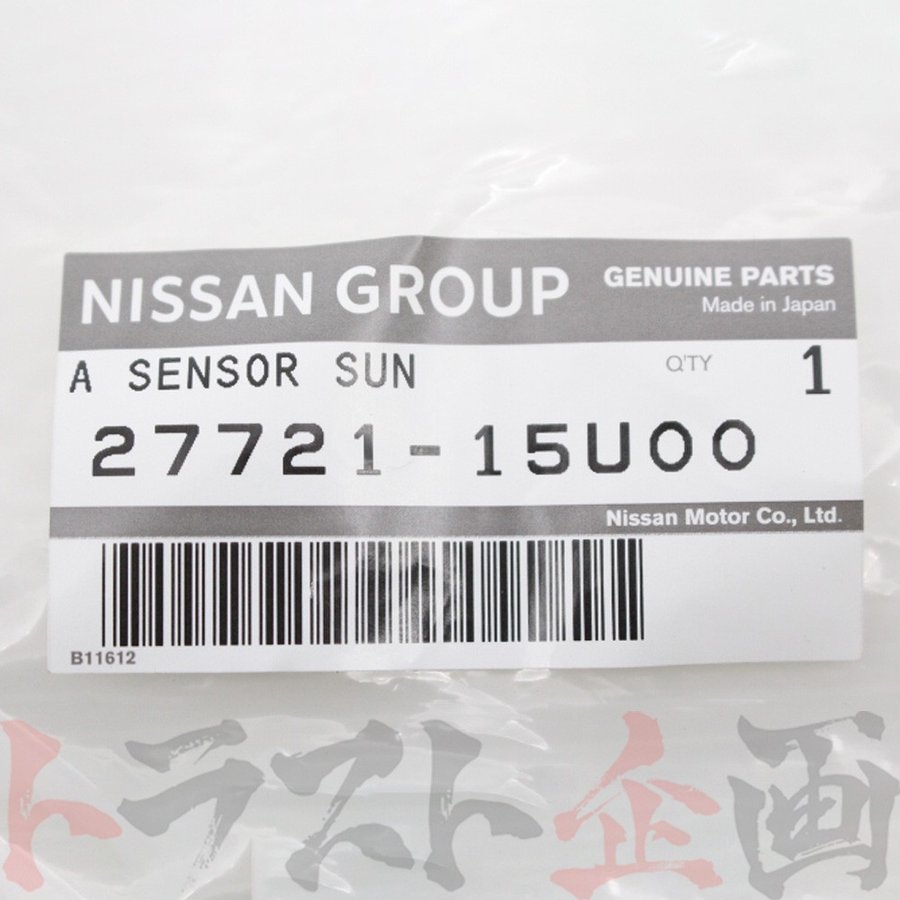 NISSAN GROUP GENUINE PARTS
Made in Japan
A SENSOR SUN Q'TY 1
27721-15U00
Nissan Motor Co., Ltd.
B11612
トラスト企画